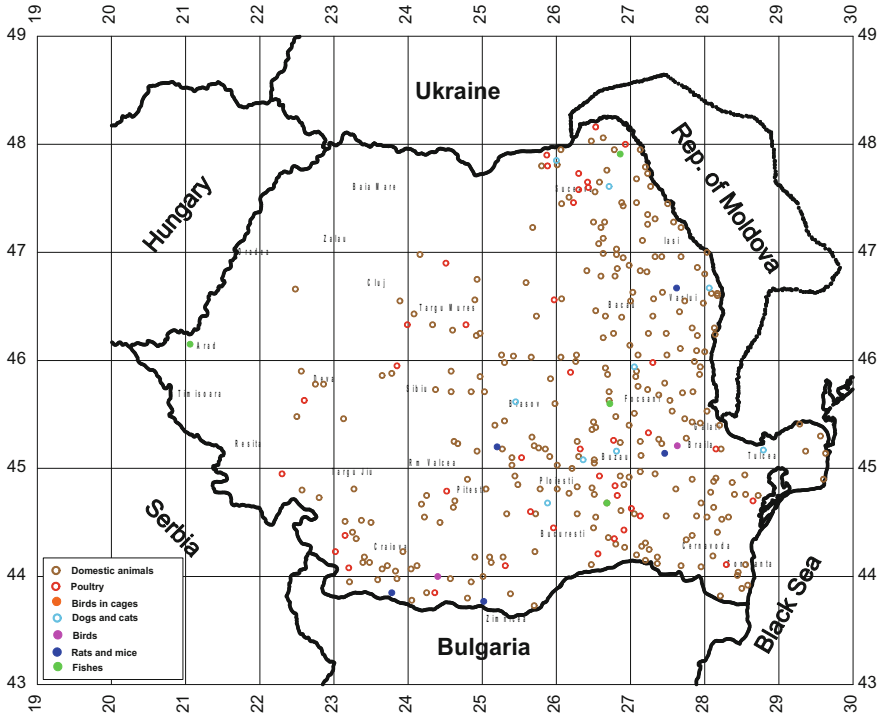 19 20 21 22 23 24 25 26 27 28 29 30
49 49
Ukraine
48 48
Rep. of Moldova
Baia Mare
Suceava
Hungary
47 47
Zalau
Iasi
Oradea
Cluj
Targu Mures
Bacau
Vaslui
46 46
Arad
Deva
Timisoara
Sibiu
Brasov
Focsani
Galati
Resita
Braila
45 45
Targu Jiu
Rm Valcea
Ploiesti
Buzau
Tulcea
Pitesti
Serbia
Bucuresti
Craiova
Cernavoda
Constanta
44 44
Zimnicea
Black Sea
Bulgaria
Domestic animals
Poultry
Birds in cages
Dogs and cats
Birds
Rats and mice
Fishes
43 43
19 20 21 22 23 24 25 26 27 28 29 30